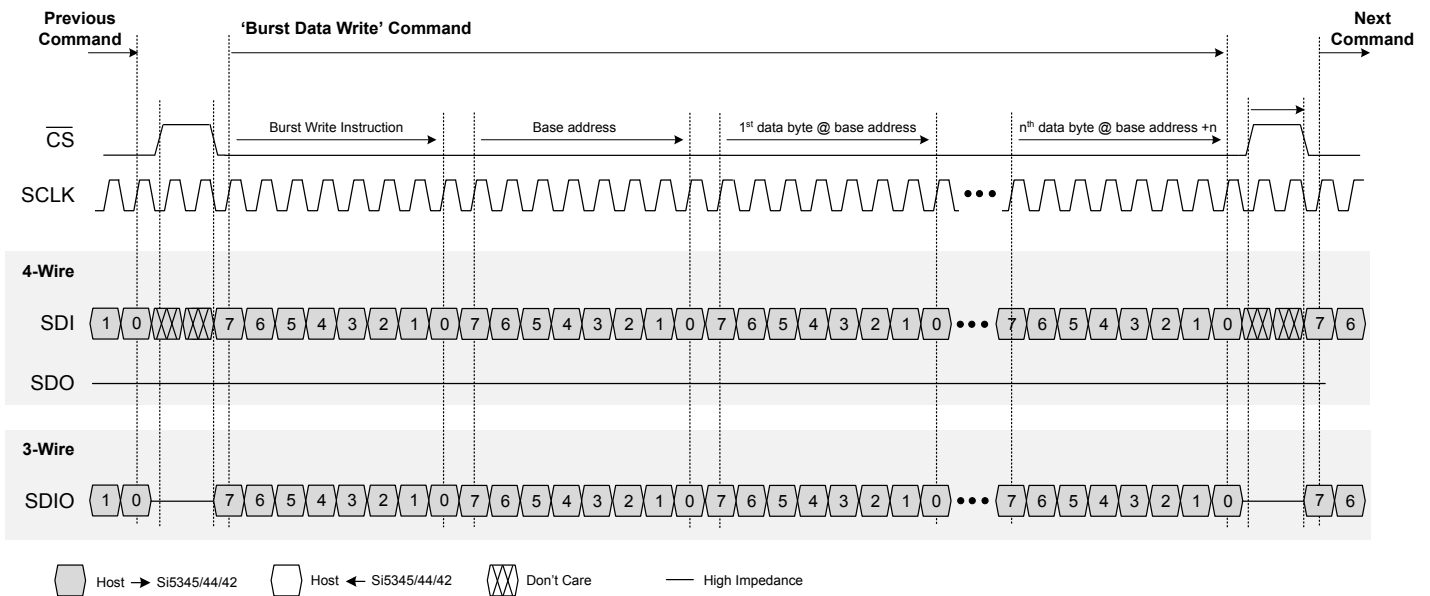 Previous
Command
'Burst Data Write' Command
Next
Command
CS
Burst Write Instruction
Base address
1st data byte @ base address
nth data byte @ base address +n
SCLK
4-Wire
SDI 1 0 7 6 5 4 3 2 1 0 7 6 5 4 3 2 1 0 7 6 5 4 3 2 1 0 ••• 7 6 5 4 3 2 1 0 7 6
SDO
3-Wire
SDIO 1 0 7 6 5 4 3 2 1 0 7 6 5 4 3 2 1 0 7 6 5 4 3 2 1 0 ••• 7 6 5 4 3 2 1 0 7 6
Host → Si5345/44/42 Host ← Si5345/44/42 Don't Care High Impedance